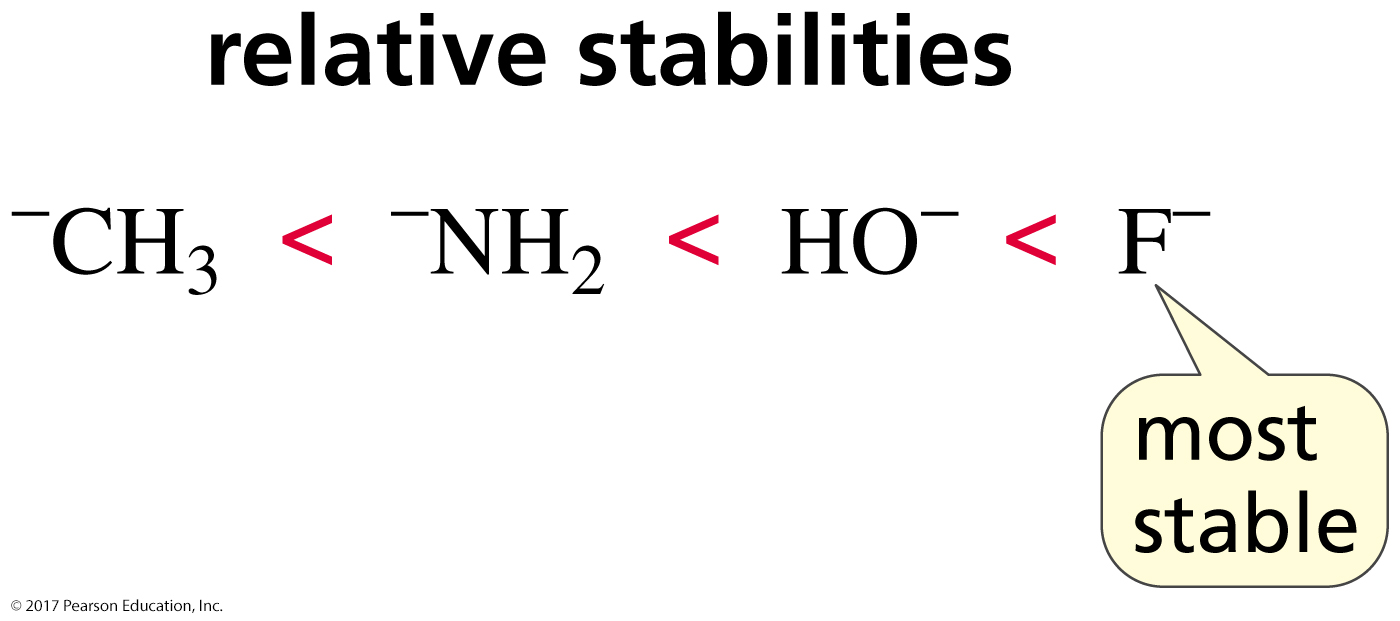 relative stabilities
⁻CH₃ < ⁻NH₂ < HO⁻ < F⁻
most
stable
© 2017 Pearson Education, Inc.